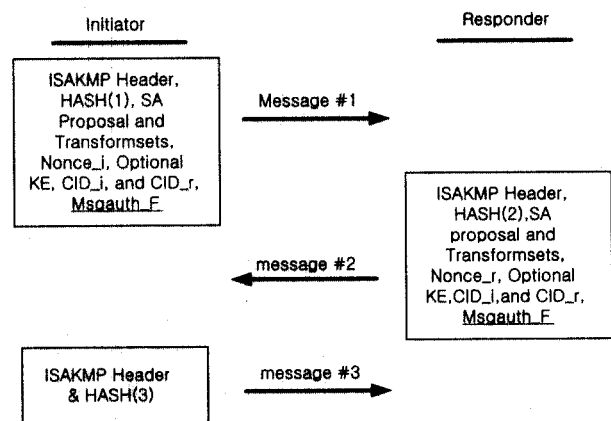 Initiator
Responder
ISAKMP Header,
HASH(1), SA
Proposal and
Transformsets,
Nonce_i, Optional
KE, CID_i, and CID_r,
Msgauth_F
Message #1
ISAKMP Header,
HASH(2),SA
proposal and
Transformsets,
Nonce_r, Optional
KE,CID_i,and CID_r,
Msgauth_F
message #2
ISAKMP Header
& HASH(3)
message #3